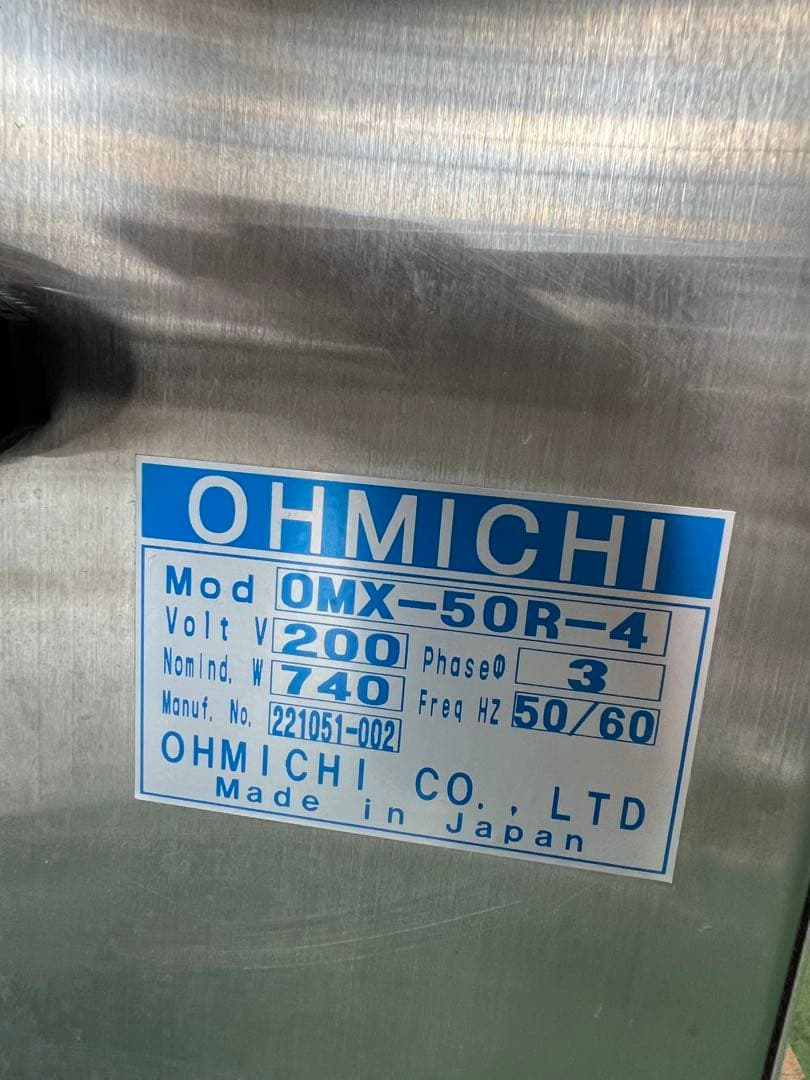 OHMICHI
Mod OMX-50R-4
Volt V 200 PhaseΦ 3
Nomind. W 740 Freq HZ 50/60
Manuf. No. 221051-002
OHMICHI CO., LTD
Made in Japan